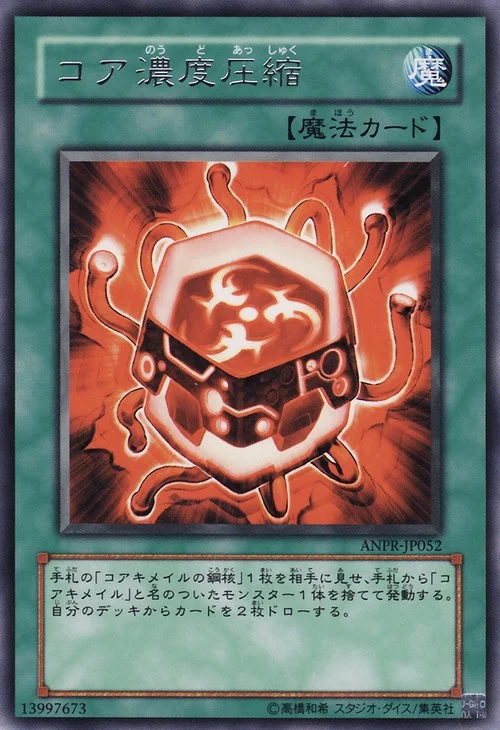 コア濃度圧縮
魔
【魔法カード】
ANPR-JP052
手札の「コアキメイルの鋼核」1枚を相手に見せ、手札から「コ
アキメイル」と名のついたモンスター1体を捨てて発動する。
自分のデッキからカードを2枚ドローする。
13997673
©高橋和希 スタジオ・ダイス/集英社